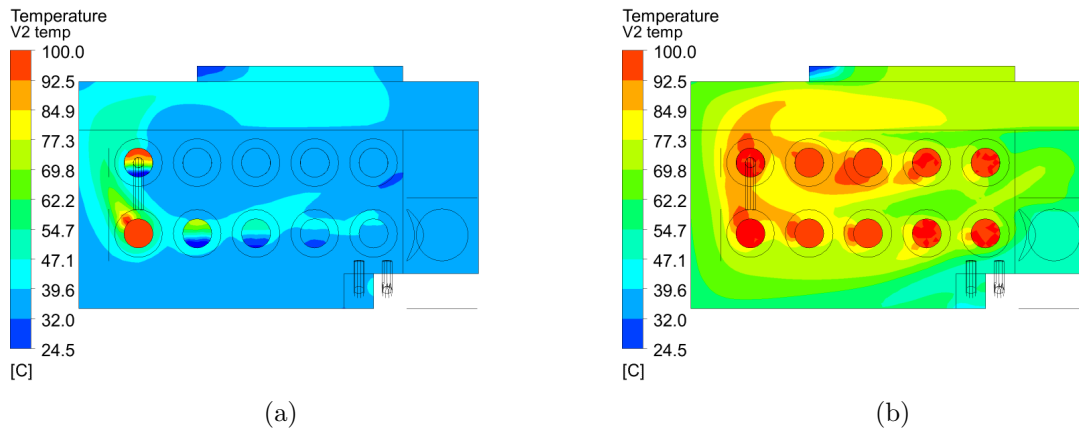 Temperature
V2 temp
100.0
92.5
84.9
77.3
69.8
62.2
54.7
47.1
39.6
32.0
24.5
[C]
(a)
Temperature
V2 temp
100.0
92.5
84.9
77.3
69.8
62.2
54.7
47.1
39.6
32.0
24.5
[C]
(b)